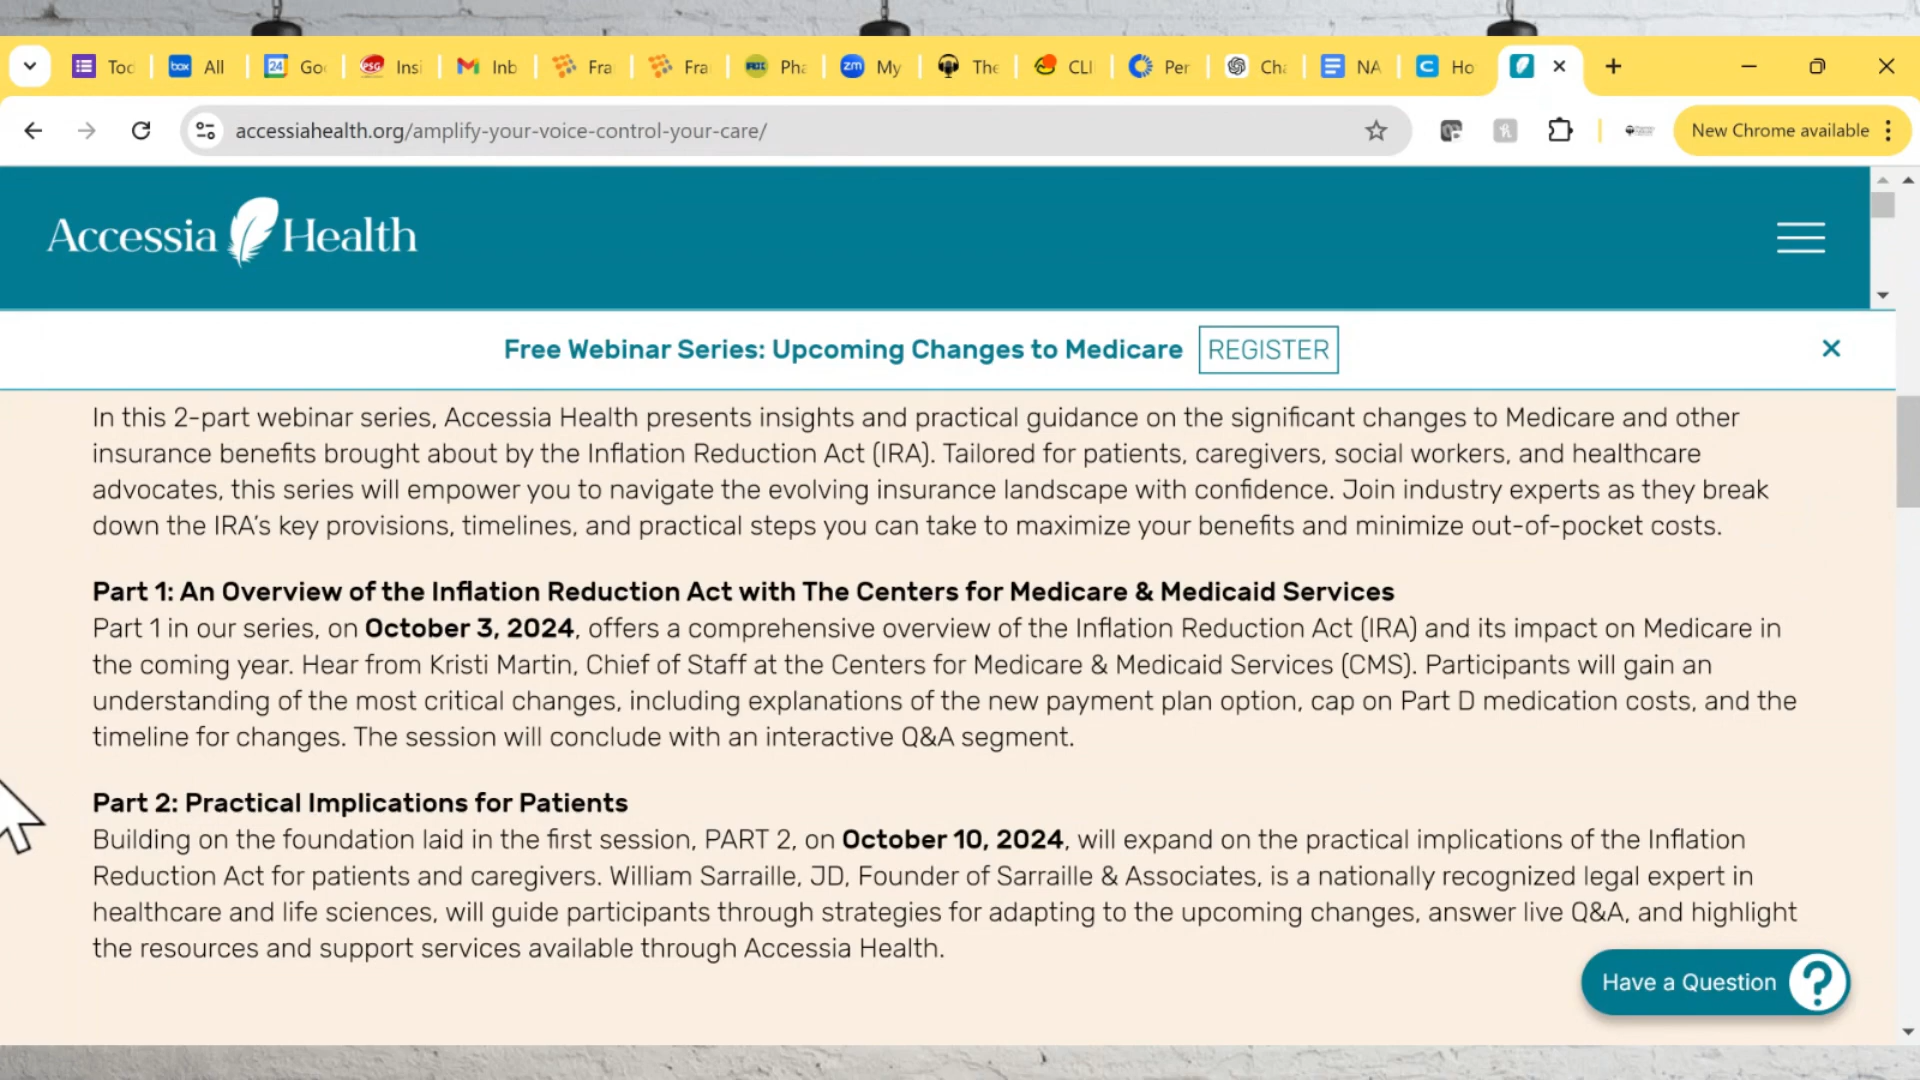 Toc
box
All
24
Go
PSG
Insi
Inb
Fra
Fra
Pha
zm
My
The
CLI
Per
Cha
NA
Ho
accessiahealth.org/amplify-your-voice-control-your-care/
New Chrome available
Accessia Health
Free Webinar Series: Upcoming Changes to Medicare
REGISTER
In this 2-part webinar series, Accessia Health presents insights and practical guidance on the significant changes to Medicare and other
insurance benefits brought about by the Inflation Reduction Act (IRA). Tailored for patients, caregivers, social workers, and healthcare
advocates, this series will empower you to navigate the evolving insurance landscape with confidence. Join industry experts as they break
down the IRA's key provisions, timelines, and practical steps you can take to maximize your benefits and minimize out-of-pocket costs.
Part 1: An Overview of the Inflation Reduction Act with The Centers for Medicare & Medicaid Services
Part 1 in our series, on October 3, 2024, offers a comprehensive overview of the Inflation Reduction Act (IRA) and its impact on Medicare in
the coming year. Hear from Kristi Martin, Chief of Staff at the Centers for Medicare & Medicaid Services (CMS). Participants will gain an
understanding of the most critical changes, including explanations of the new payment plan option, cap on Part D medication costs, and the
timeline for changes. The session will conclude with an interactive Q&A segment.
Part 2: Practical Implications for Patients
Building on the foundation laid in the first session, PART 2, on October 10, 2024, will expand on the practical implications of the Inflation
Reduction Act for patients and caregivers. William Sarraille, JD, Founder of Sarraille & Associates, is a nationally recognized legal expert in
healthcare and life sciences, will guide participants through strategies for adapting to the upcoming changes, answer live Q&A, and highlight
the resources and support services available through Accessia Health.
Have a Question ?